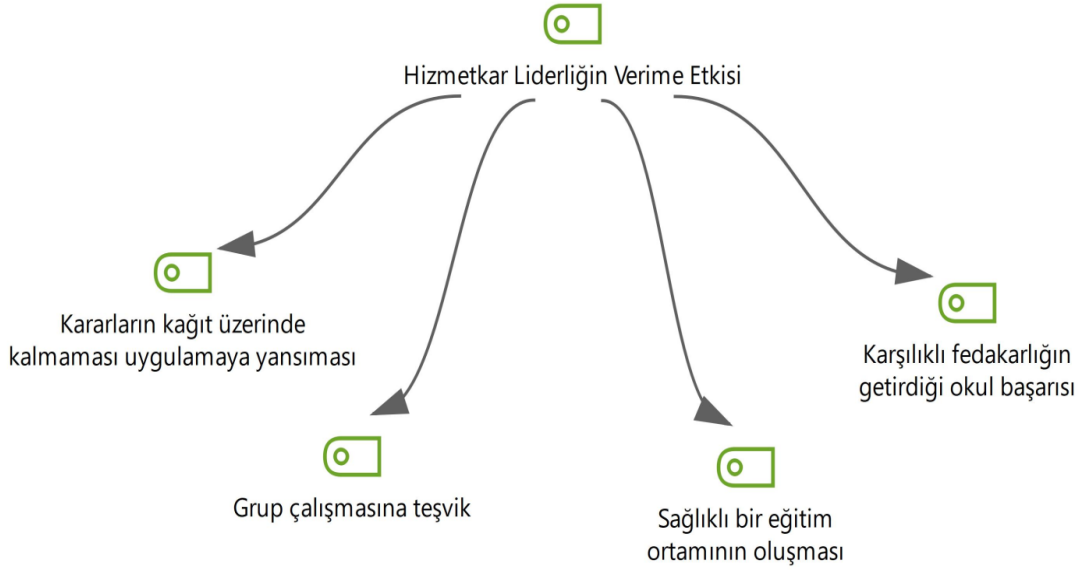 Hizmetkar Liderliğin Verime Etkisi
Kararların kağıt üzerinde
kalmaması uygulamaya yansıması
Grup çalışmasına teşvik
Sağlıklı bir eğitim
ortamının oluşması
Karşılıklı fedakarlığın
getirdiği okul başarısı